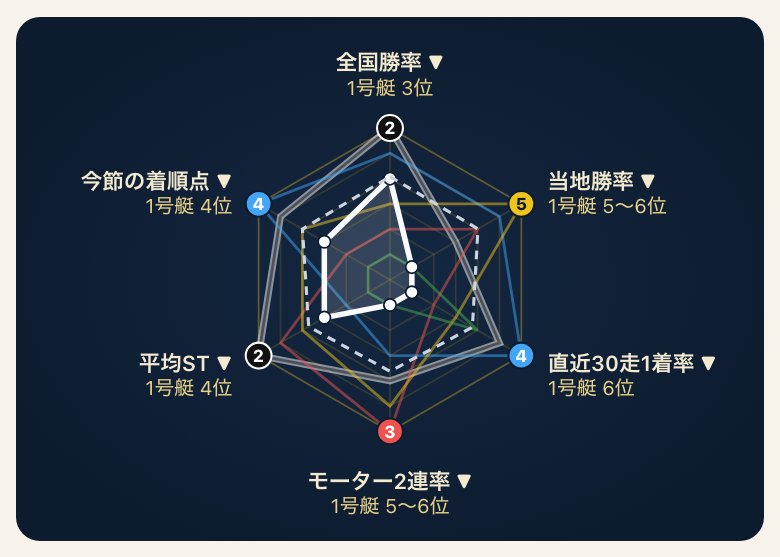 全国勝率 ▼
1号艇 3位
2
今節の着順点 ▼
1号艇 4位
4
5
当地勝率 ▼
1号艇 5〜6位
平均ST ▼
1号艇 4位
2
4
直近30走1着率 ▼
1号艇 6位
3
モーター2連率 ▼
1号艇 5〜6位